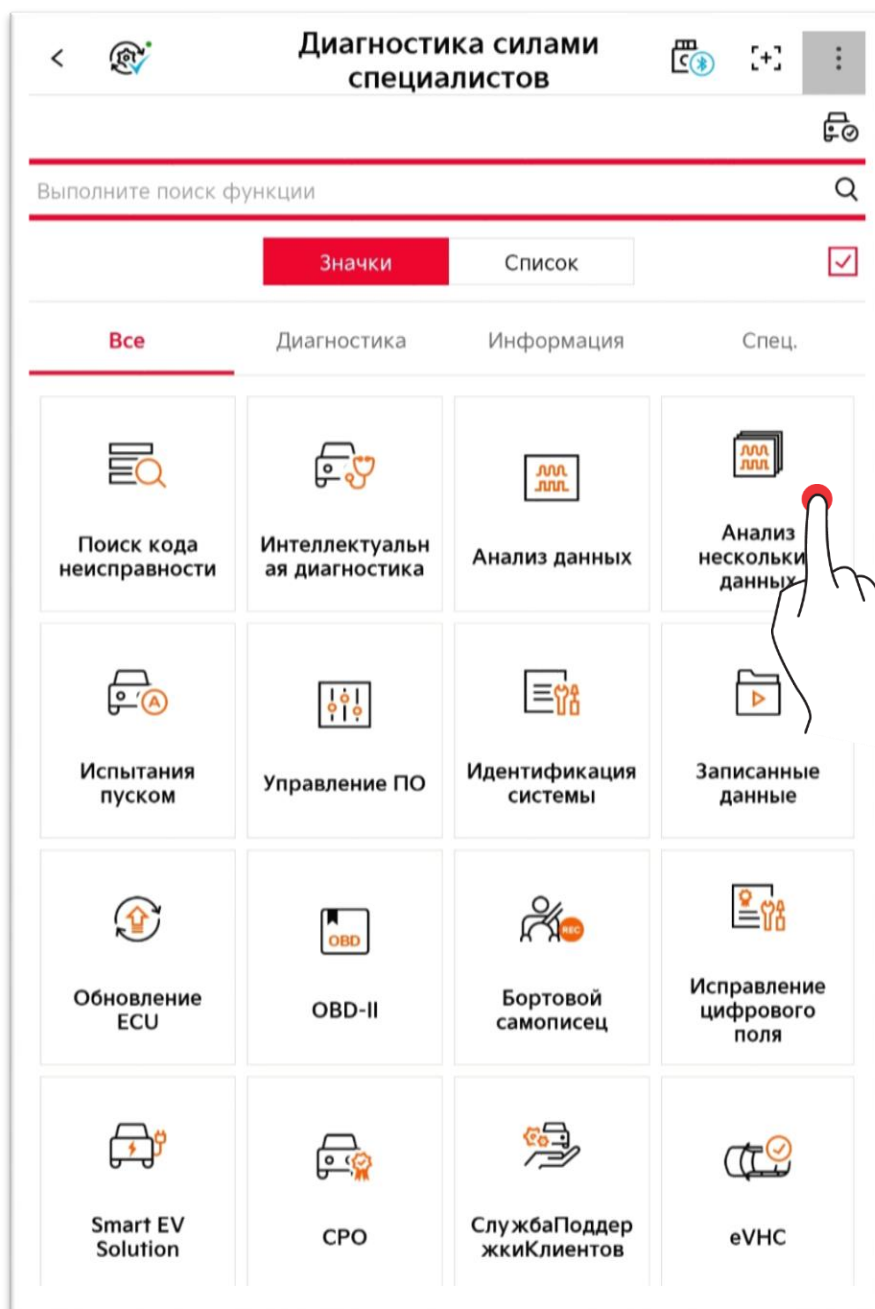 Диагностика силами
специалистов
Выполните поиск функции
Значки
Список
Все
Диагностика
Информация
Спец.
Поиск кода
неисправности
Интеллектуальн
ая диагностика
Анализ данных
Анализ
нескольки
данных
Испытания
пуском
A
Управление ПО
Идентификация
системы
Записанные
данные
Обновление
ECU
OBD
OBD-II
REC
Бортовой
самописец
Исправление
цифрового
поля
Smart EV
Solution
CPO
СлужбаПоддер
жкиКлиентов
eVHC